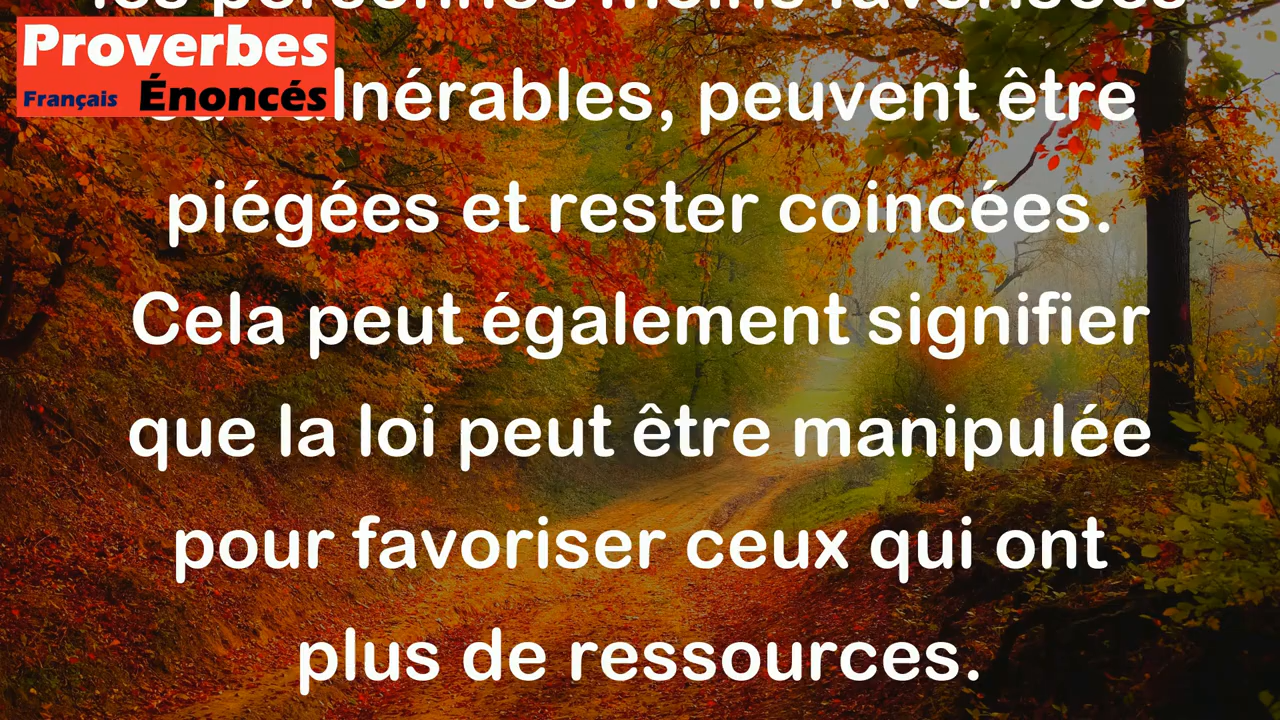 les personnes moins favorisées
Proverbes
Français Énoncés
vulnérables, peuvent être
piégées et rester coincées.
Cela peut également signifier
que la loi peut être manipulée
pour favoriser ceux qui ont
plus de ressources.